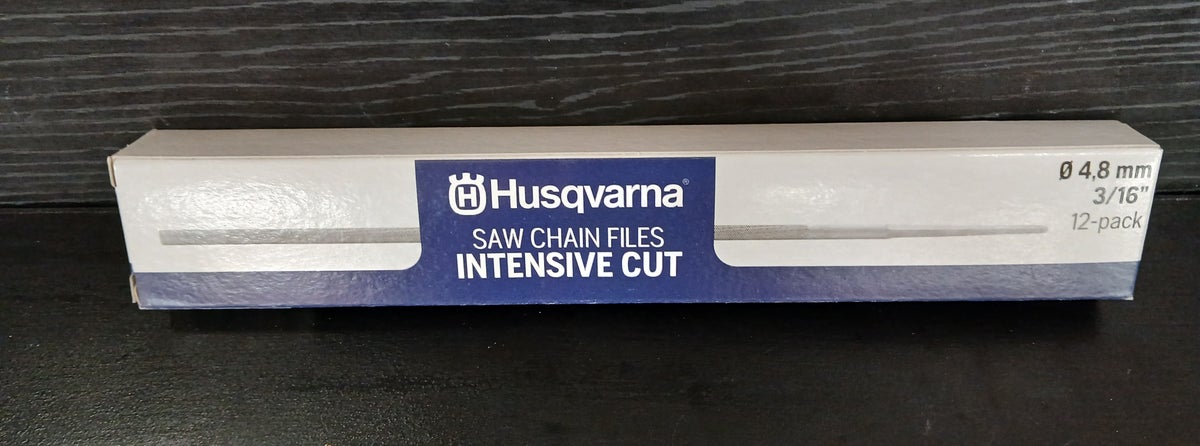 Husqvarna®
SAW CHAIN FILES
INTENSIVE CUT
Ø 4,8 mm
3/16"
12-pack